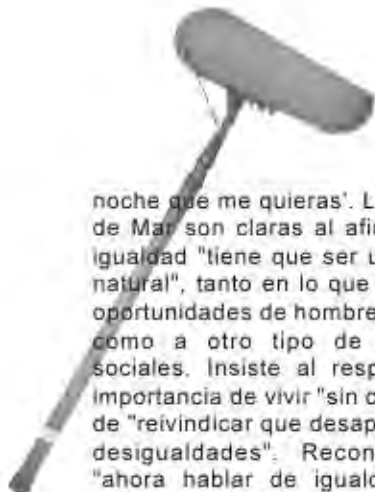 noche que me quieras'. L
de Mar son claras al afi
igualdad "tiene que ser u
natural", tanto en lo que
oportunidades de hombre
como a otro tipo de
sociales. Insiste al resp
importancia de vivir "sin c
de "reivindicar que desap
desigualdades". Recon
"ahora hablar de igualo